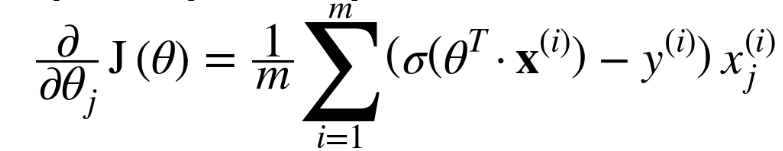 ∂/∂θ_j J(θ) = 1/m ∑_{i=1}^{m} (σ(θ^T · x^(i)) − y^(i)) x_j^(i)